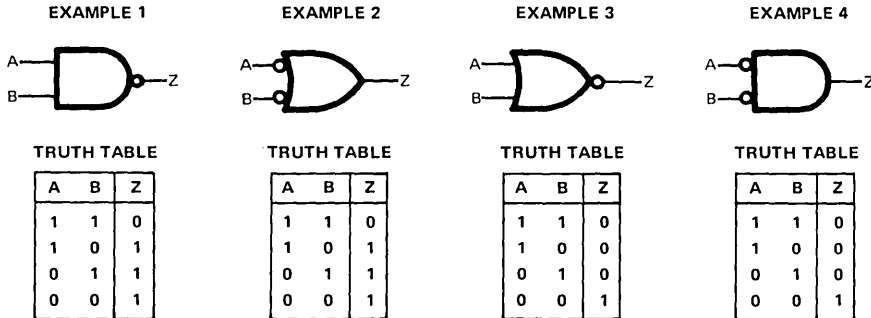 EXAMPLE 1 EXAMPLE 2 EXAMPLE 3 EXAMPLE 4
A B Z A B Z A B Z A B Z
TRUTH TABLE TRUTH TABLE TRUTH TABLE TRUTH TABLE
A B Z A B Z A B Z A B Z
1 1 0 1 1 0 1 1 0 1 1 0
1 0 1 1 0 1 1 0 0 1 0 0
0 1 1 0 1 1 0 1 0 0 1 0
0 0 1 0 0 1 0 0 1 0 0 1